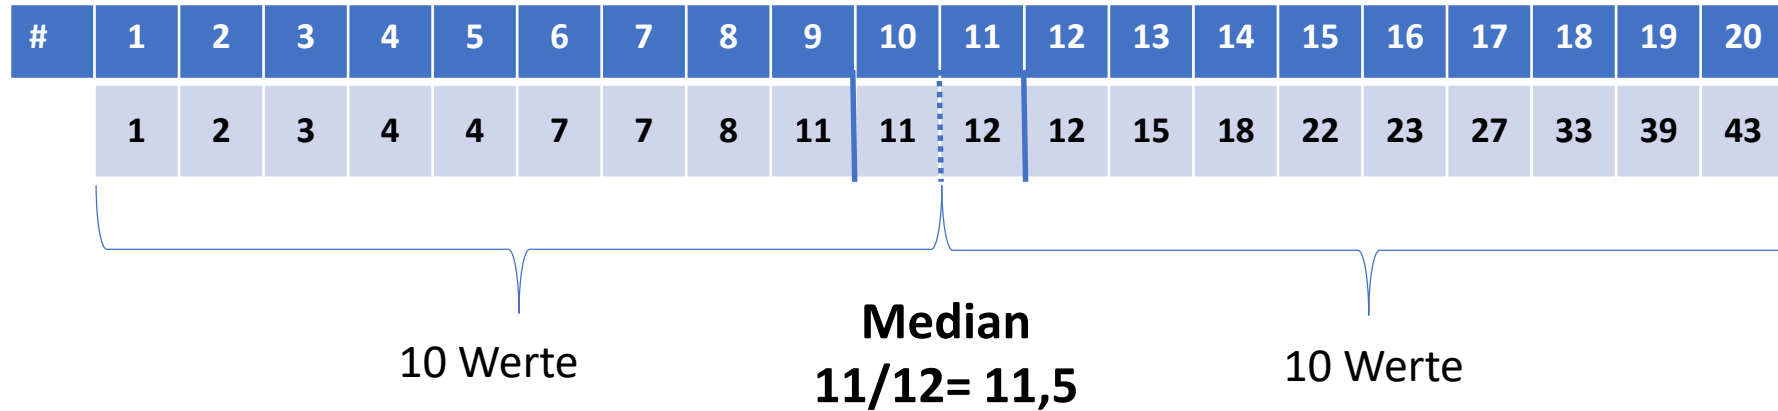 # 1 2 3 4 5 6 7 8 9 10 11 12 13 14 15 16 17 18 19 20
1 2 3 4 4 7 7 8 11 11 12 12 15 18 22 23 27 33 39 43
10 Werte
Median
11/12= 11,5
10 Werte